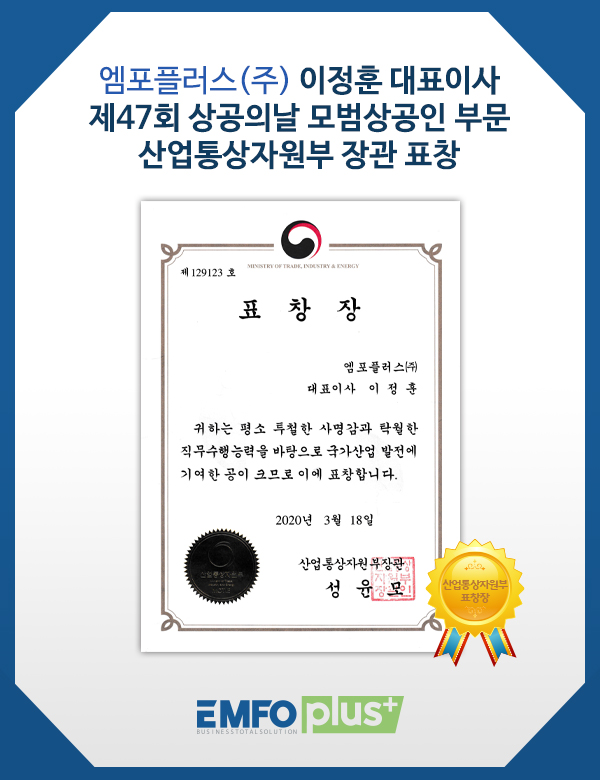 엠포플러스(주) 이정훈 대표이사
제47회 상공의날 모범상공인 부문
산업통상자원부 장관 표창
MINISTRY OF TRADE, INDUSTRY & ENERGY
제 129123 호
표 창 장
엠포플러스㈜
대표이사 이 정 훈
귀하는 평소 투철한 사명감과 탁월한
직무수행능력을 바탕으로 국가산업 발전에
기여한 공이 크므로 이에 표창합니다.
2020년 3월 18일
산업통상자원부장관
성 윤 모
산업통상자원부
산업통상자원부
표창장
EMFO plus+
BUSINESS TOTAL SOLUTION